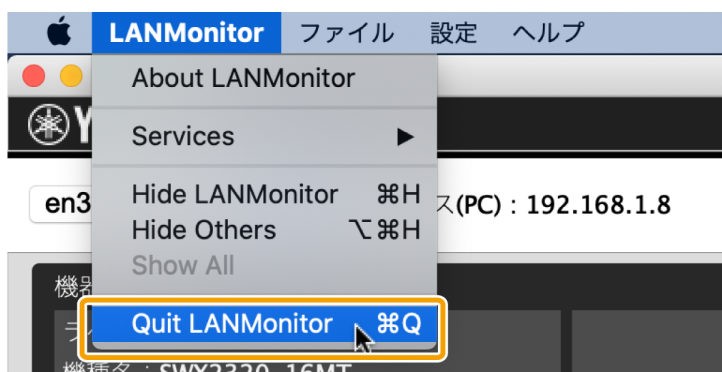 LANMonitor ファイル 設定 ヘルプ
About LANMonitor
Services
en3
Hide LANMonitor ⌘H
ス(PC) : 192.168.1.8
Hide Others ⌥⌘H
Show All
機器
Quit LANMonitor ⌘Q
機種名 : SWX2320-16MT